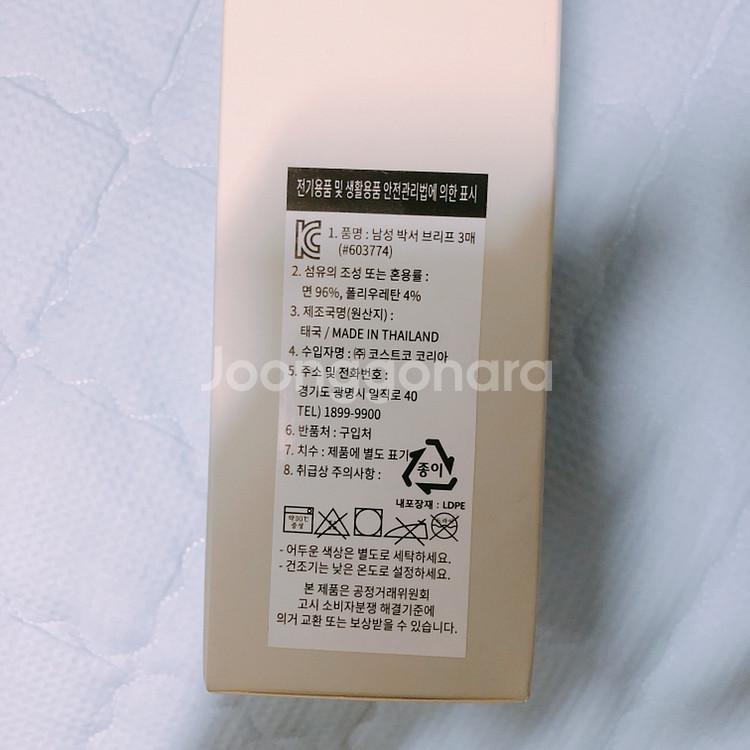 전기용품 및 생활용품 안전관리법에 의한 표시
1. 품명 : 남성 박서 브리프 3매
(#603774)
2. 섬유의 조성 또는 혼용률 :
면 96%, 폴리우레탄 4%
3. 제조국명(원산지) :
태국 / MADE IN THAILAND
4. 수입자명 : ㈜ 코스트코 코리아
5. 주소 및 전화번호 :
경기도 광명시 일직로 40
TEL) 1899-9900
6. 반품처 : 구입처
7. 치수 : 제품에 별도 표기
8. 취급상 주의사항 :
종이
내포장재 : LDPE
약30℃
중성
드라이
- 어두운 색상은 별도로 세탁하세요.
- 건조기는 낮은 온도로 설정하세요.
본 제품은 공정거래위원회
고시 소비자분쟁 해결기준에
의거 교환 또는 보상받을 수 있습니다.
Joonggonara